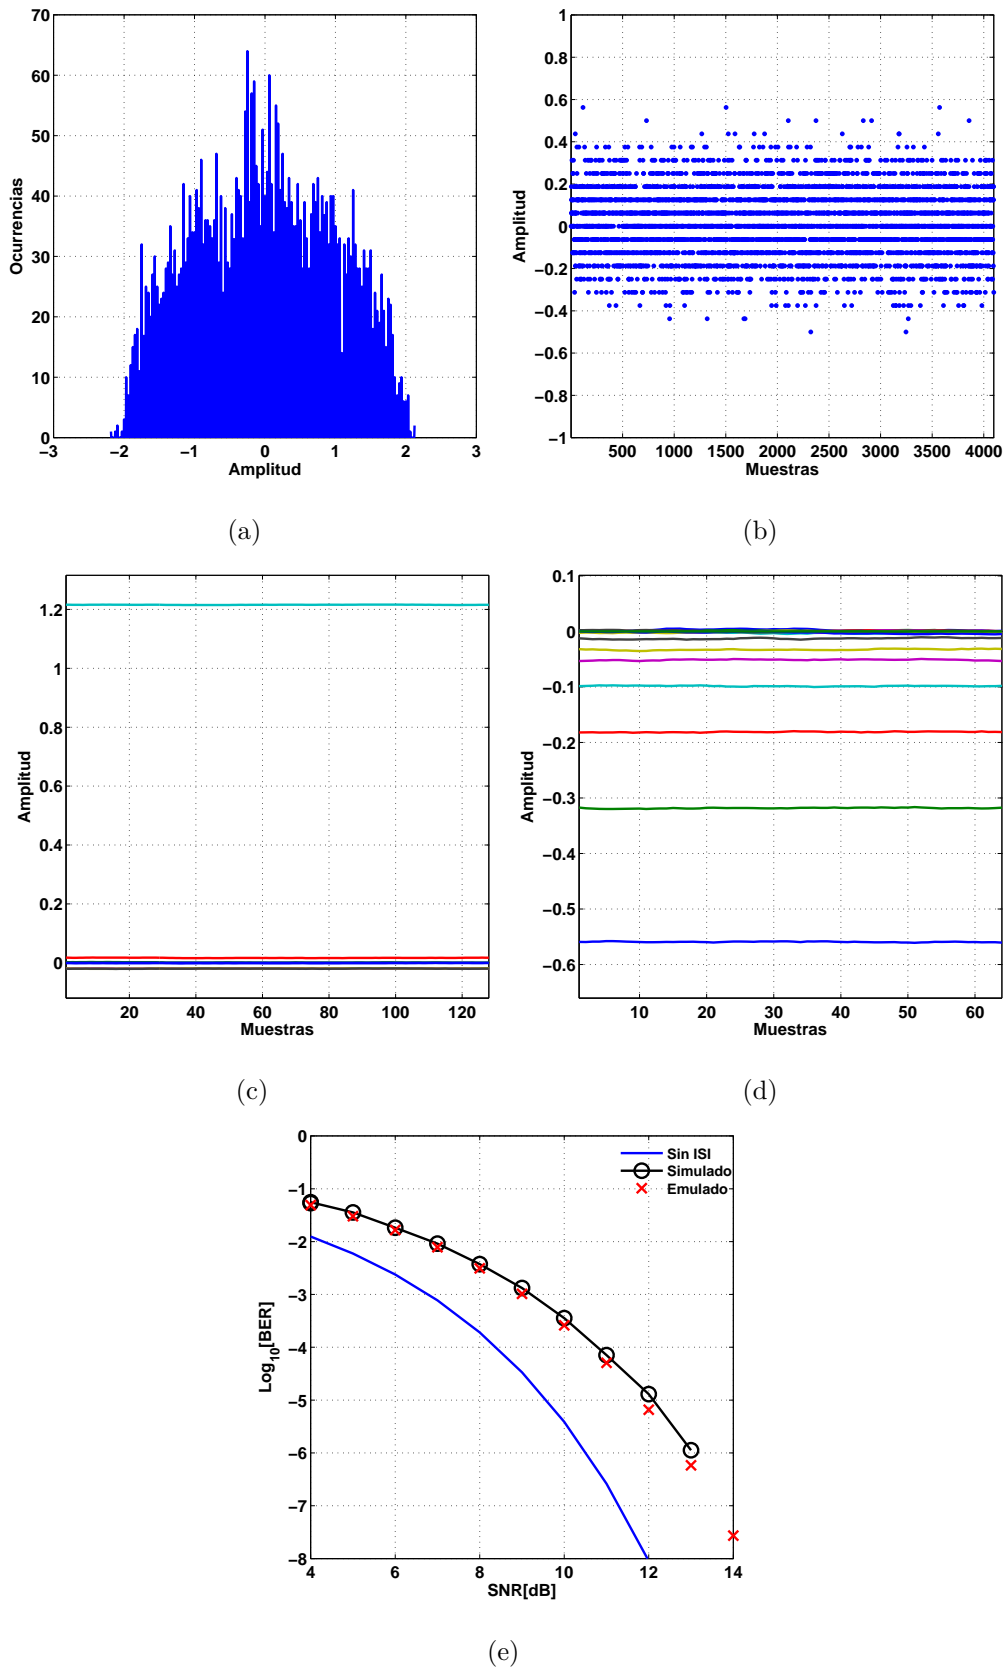 70
60
50
40
30
20
10
0
Ocurrencias
−3 −2 −1 0 1 2 3
Amplitud
(a)
1
0.8
0.6
0.4
0.2
0
−0.2
−0.4
−0.6
−0.8
−1
Amplitud
500 1000 1500 2000 2500 3000 3500 4000
Muestras
(b)
1.2
1
0.8
0.6
0.4
0.2
0
Amplitud
20 40 60 80 100 120
Muestras
(c)
0.1
0
−0.1
−0.2
−0.3
−0.4
−0.5
−0.6
Amplitud
10 20 30 40 50 60
Muestras
(d)
0
−1
−2
−3
−4
−5
−6
−7
−8
Log10[BER]
Sin ISI
Simulado
Emulado
4 6 8 10 12 14
SNR[dB]
(e)